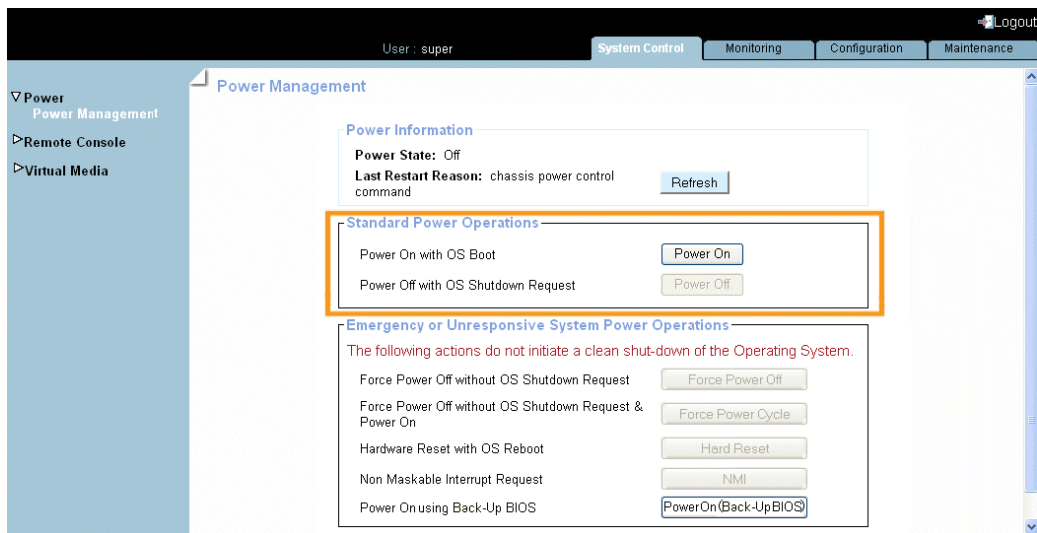 Logout
User : super
System Control
Monitoring
Configuration
Maintenance
Power
Power Management
Remote Console
Virtual Media
Power Management
Power Information
Power State: Off
Last Restart Reason: chassis power control
command
Refresh
Standard Power Operations
Power On with OS Boot
Power On
Power Off with OS Shutdown Request
Power Off
Emergency or Unresponsive System Power Operations
The following actions do not initiate a clean shut-down of the Operating System.
Force Power Off without OS Shutdown Request
Force Power Off
Force Power Off without OS Shutdown Request &
Power On
Force Power Cycle
Hardware Reset with OS Reboot
Hard Reset
Non Maskable Interrupt Request
NMI
Power On using Back-Up BIOS
PowerOn(Back-UpBIOS)